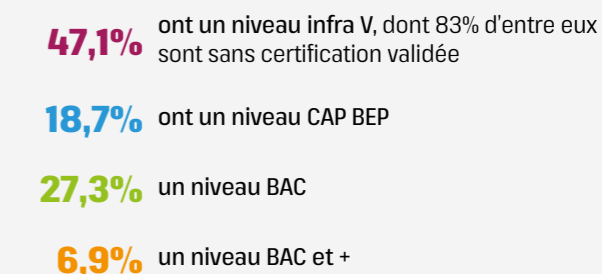 47,1% ont un niveau infra V, dont 83% d'entre eux
sont sans certification validée
18,7% ont un niveau CAP BEP
27,3% un niveau BAC
6,9% un niveau BAC et +